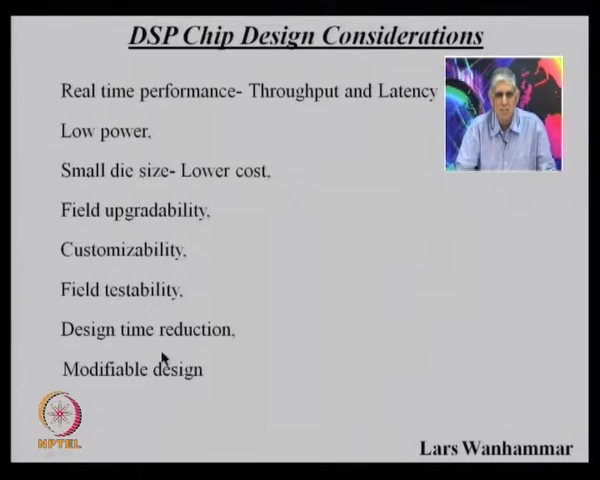 DSP Chip Design Considerations
Real time performance- Throughput and Latency
Low power,
Small die size- Lower cost,
Field upgradability,
Customizability,
Field testability,
Design time reduction,
Modifiable design
NPTEL
Lars Wanhammar